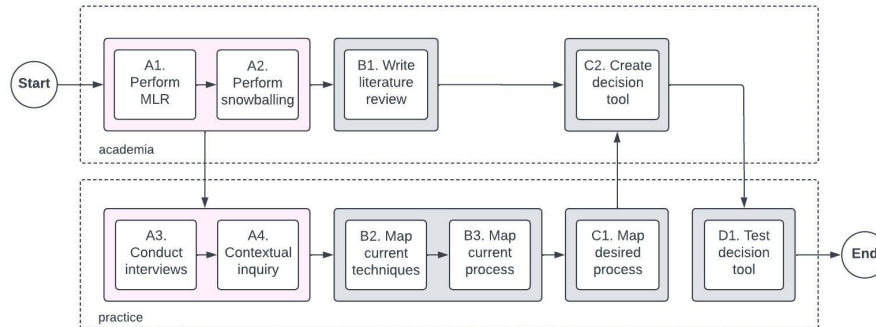 Start
A1.
Perform
MLR
A2.
Perform
snowballing
B1. Write
literature
review
C2. Create
decision
tool
academia
A3.
Conduct
interviews
A4.
Contextual
inquiry
B2. Map
current
techniques
B3. Map
current
process
C1. Map
desired
process
D1. Test
decision
tool
End
practice